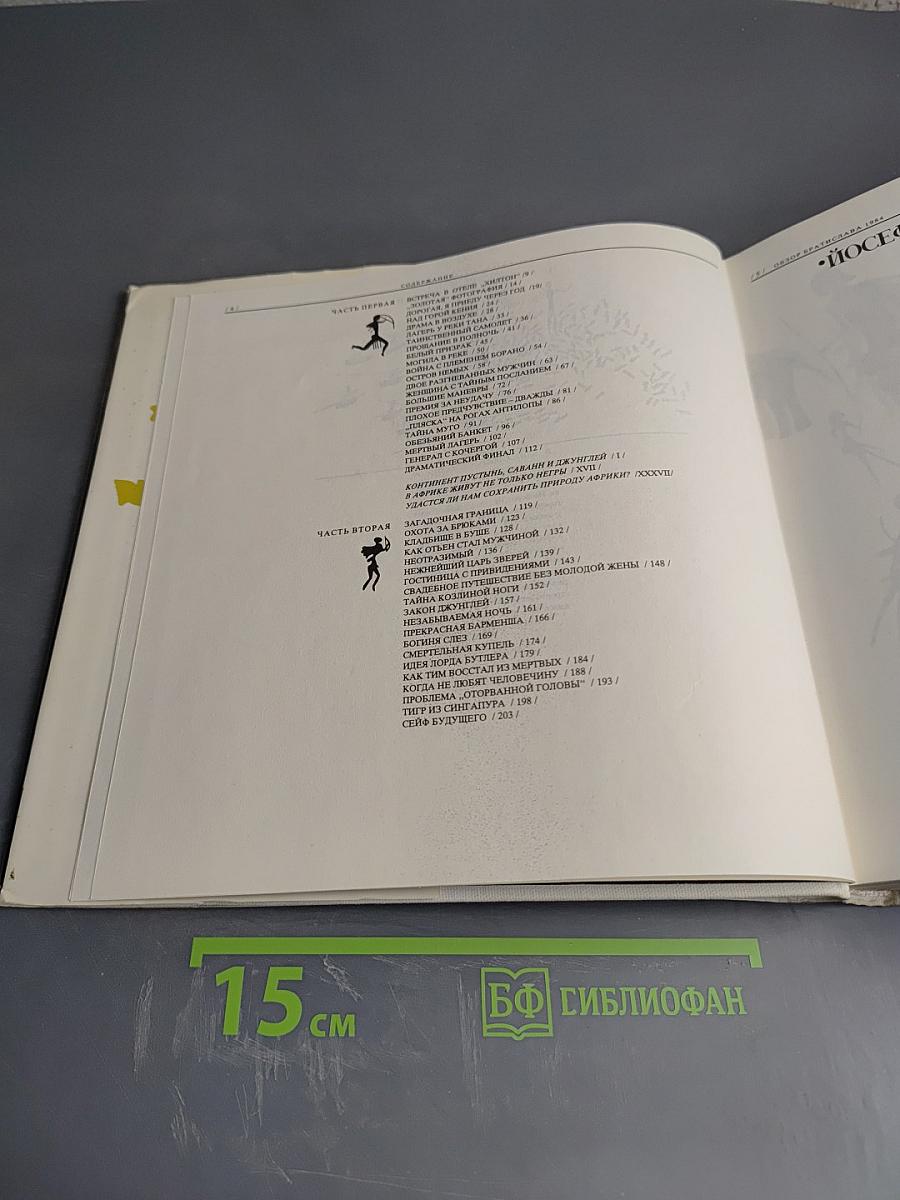 / 4 /
СОДЕРЖАНИЕ
ЧАСТЬ ПЕРВАЯ
ВСТРЕЧА В ОТЕЛЕ „ХИЛТОН“ /9 /
„ЗОЛОТАЯ“ ФОТОГРАФИЯ / 14 /
ДОРОГАЯ, Я ПРИЕДУ ЧЕРЕЗ ГОД /19/
НАД ГОРОЙ КЕНИЯ / 24 /
ДРАМА В ВОЗДУХЕ / 28 /
ЛАГЕРЬ У РЕКИ ТАНА / 33 /
ТАИНСТВЕННЫЙ САМОЛЕТ / 36 /
ПРОЩАНИЕ В ПОЛНОЧЬ / 41 /
БЕЛЫЙ ПРИЗРАК / 45 /
МОГИЛА В РЕКЕ / 50 /
ВОЙНА С ПЛЕМЕНЕМ БОРАНО / 54 /
ОСТРОВ НЕМЫХ / 58 /
ДВОЕ РАЗГНЕВАННЫХ МУЖЧИН / 63 /
ЖЕНЩИНА С ТАЙНЫМ ПОСЛАНИЕМ / 67 /
БОЛЬШИЕ МАНЕВРЫ / 72 /
ПРЕМИЯ ЗА НЕУДАЧУ / 76 /
ПЛОХОЕ ПРЕДЧУВСТВИЕ – ДВАЖДЫ / 81 /
„ПЛЯСКА“ НА РОГАХ АНТИЛОПЫ / 86 /
ТАЙНА МУГО / 91 /
ОБЕЗЬЯНИЙ БАНКЕТ / 96 /
МЕРТВЫЙ ЛАГЕРЬ / 102 /
ГЕНЕРАЛ С КОЧЕРГОЙ / 107 /
ДРАМАТИЧЕСКИЙ ФИНАЛ / 112 /
КОНТИНЕНТ ПУСТЫНЬ, САВАНН И ДЖУНГЛЕЙ / I /
В АФРИКЕ ЖИВУТ НЕ ТОЛЬКО НЕГРЫ / XVII /
УДАСТСЯ ЛИ НАМ СОХРАНИТЬ ПРИРОДУ АФРИКИ? /XXXVII/
ЧАСТЬ ВТОРАЯ
ЗАГАДОЧНАЯ ГРАНИЦА / 119 /
ОХОТА ЗА БРЮКАМИ / 123 /
КЛАДБИЩЕ В БУШЕ / 128 /
КАК ОТЬЕН СТАЛ МУЖЧИНОЙ / 132 /
НЕОТРАЗИМЫЙ / 136 /
НЕЖНЕЙШИЙ ЦАРЬ ЗВЕРЕЙ / 139 /
ГОСТИНИЦА С ПРИВИДЕНИЯМИ / 143 /
СВАДЕБНОЕ ПУТЕШЕСТВИЕ БЕЗ МОЛОДОЙ ЖЕНЫ / 148 /
ТАЙНА КОЗЛИНОЙ НОГИ / 152 /
ЗАКОН ДЖУНГЛЕЙ / 157 /
НЕЗАБЫВАЕМАЯ НОЧЬ / 161 /
ПРЕКРАСНАЯ БАРМЕНША / 166 /
БОГИНЯ СЛЕЗ / 169 /
СМЕРТЕЛЬНАЯ КУПЕЛЬ / 174 /
ИДЕЯ ЛОРДА БУТЛЕРА / 179 /
КАК ТИМ ВОССТАЛ ИЗ МЕРТВЫХ / 184 /
КОГДА НЕ ЛЮБЯТ ЧЕЛОВЕЧИНУ / 188 /
ПРОБЛЕМА „ОТОРВАННОЙ ГОЛОВЫ“ / 193 /
ТИГР ИЗ СИНГАПУРА / 198 /
СЕЙФ БУДУЩЕГО / 203 /
/ 5 / ОБЗОР БРАТИСЛАВА 1984
•ЙОСЕФ
15 см
БФ БИБЛИОФАН